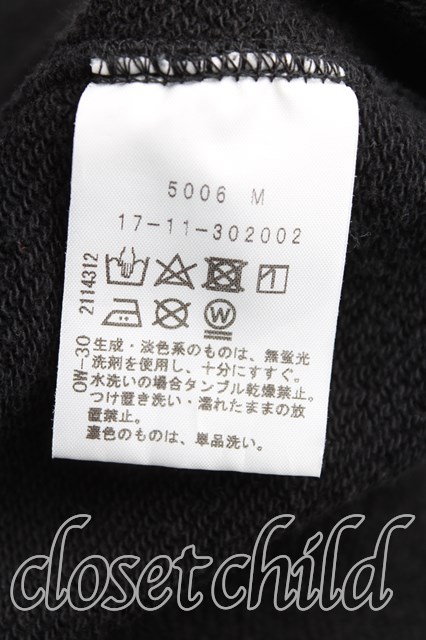 5006 M
17-11-302002
2114312
W
OW-30
生成・淡色系のものは、無蛍光
洗剤を使用し、十分にすすぐ。
水洗いの場合タンブル乾燥禁止。
つけ置き洗い・濡れたままの放
置禁止。
濃色のものは、単品洗い。
closet child